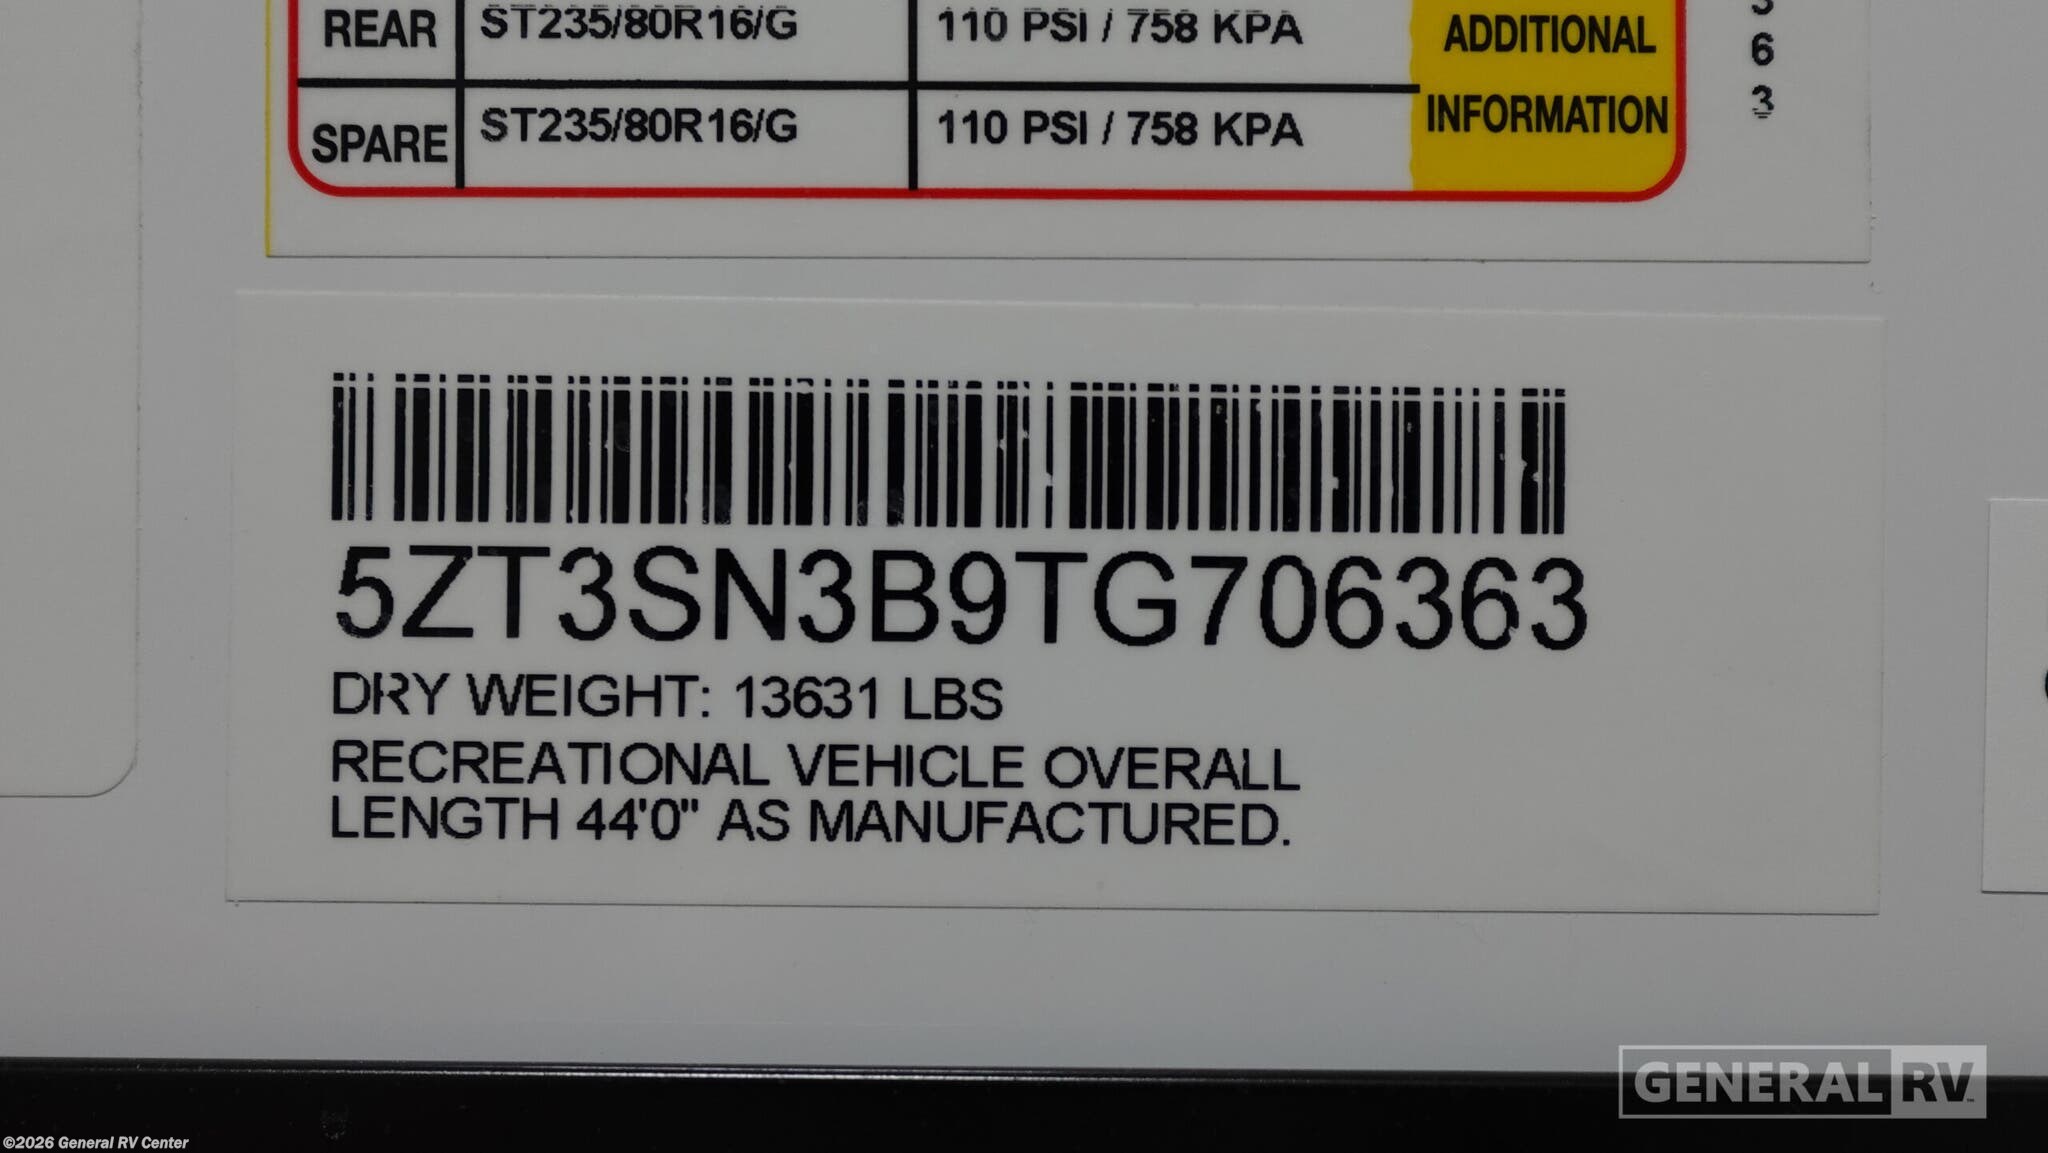 REAR ST235/80R16/G 110 PSI / 758 KPA ADDITIONAL
SPARE ST235/80R16/G 110 PSI / 758 KPA INFORMATION
6
3
5ZT3SN3B9TG706363
DRY WEIGHT: 13631 LBS
RECREATIONAL VEHICLE OVERALL
LENGTH 44'0" AS MANUFACTURED.
GENERAL RV
©2026 General RV Center